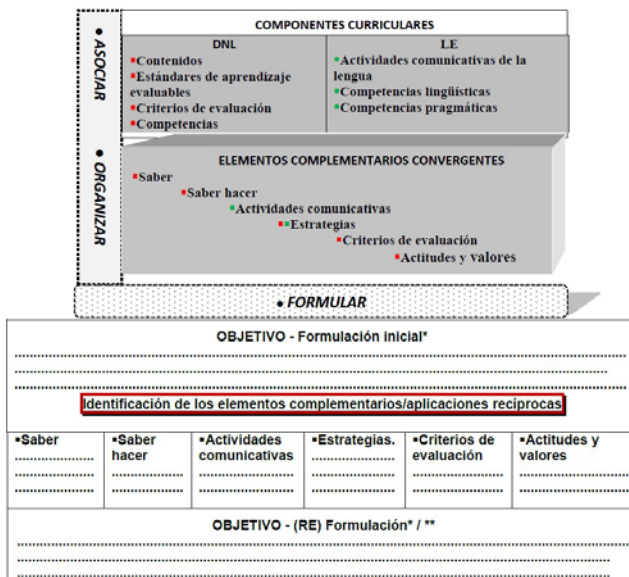 COMPONENTES CURRICULARES
• ASOCIAR
DNL
▪Contenidos
▪Estándares de aprendizaje
evaluables
▪Criterios de evaluación
▪Competencias
LE
▪Actividades comunicativas de la
lengua
▪Competencias lingüísticas
▪Competencias pragmáticas
• ORGANIZAR
ELEMENTOS COMPLEMENTARIOS CONVERGENTES
▪Saber
▪Saber hacer
▪Actividades comunicativas
▪▪Estrategias
▪Criterios de evaluación
▪Actitudes y valores
• FORMULAR
OBJETIVO - Formulación inicial*
Identificación de los elementos complementarios/aplicaciones recíprocas
▪Saber
▪Saber
hacer
▪Actividades
comunicativas
▪Estrategias.
▪Criterios de
evaluación
▪Actitudes y
valores
OBJETIVO - (RE) Formulación* / **